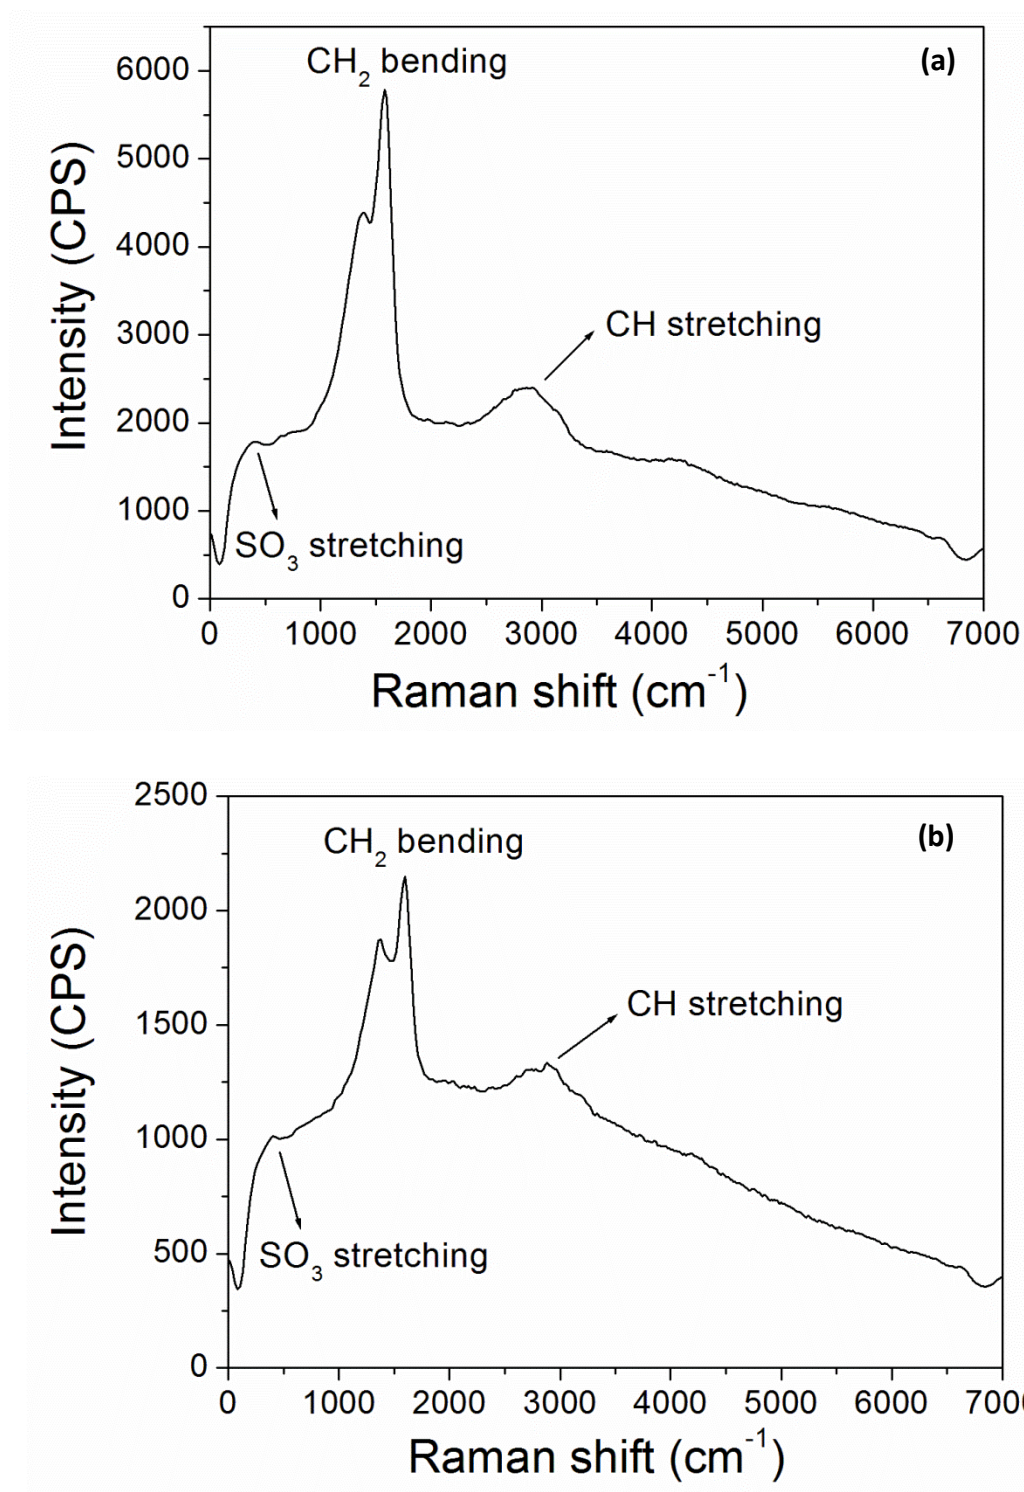 (a)
CH2 bending
6000
5000
4000
3000
2000
1000
0
Intensity (CPS)
CH stretching
SO3 stretching
0 1000 2000 3000 4000 5000 6000 7000
Raman shift (cm-1)
(b)
CH2 bending
2500
2000
1500
1000
500
0
Intensity (CPS)
CH stretching
SO3 stretching
0 1000 2000 3000 4000 5000 6000 7000
Raman shift (cm-1)